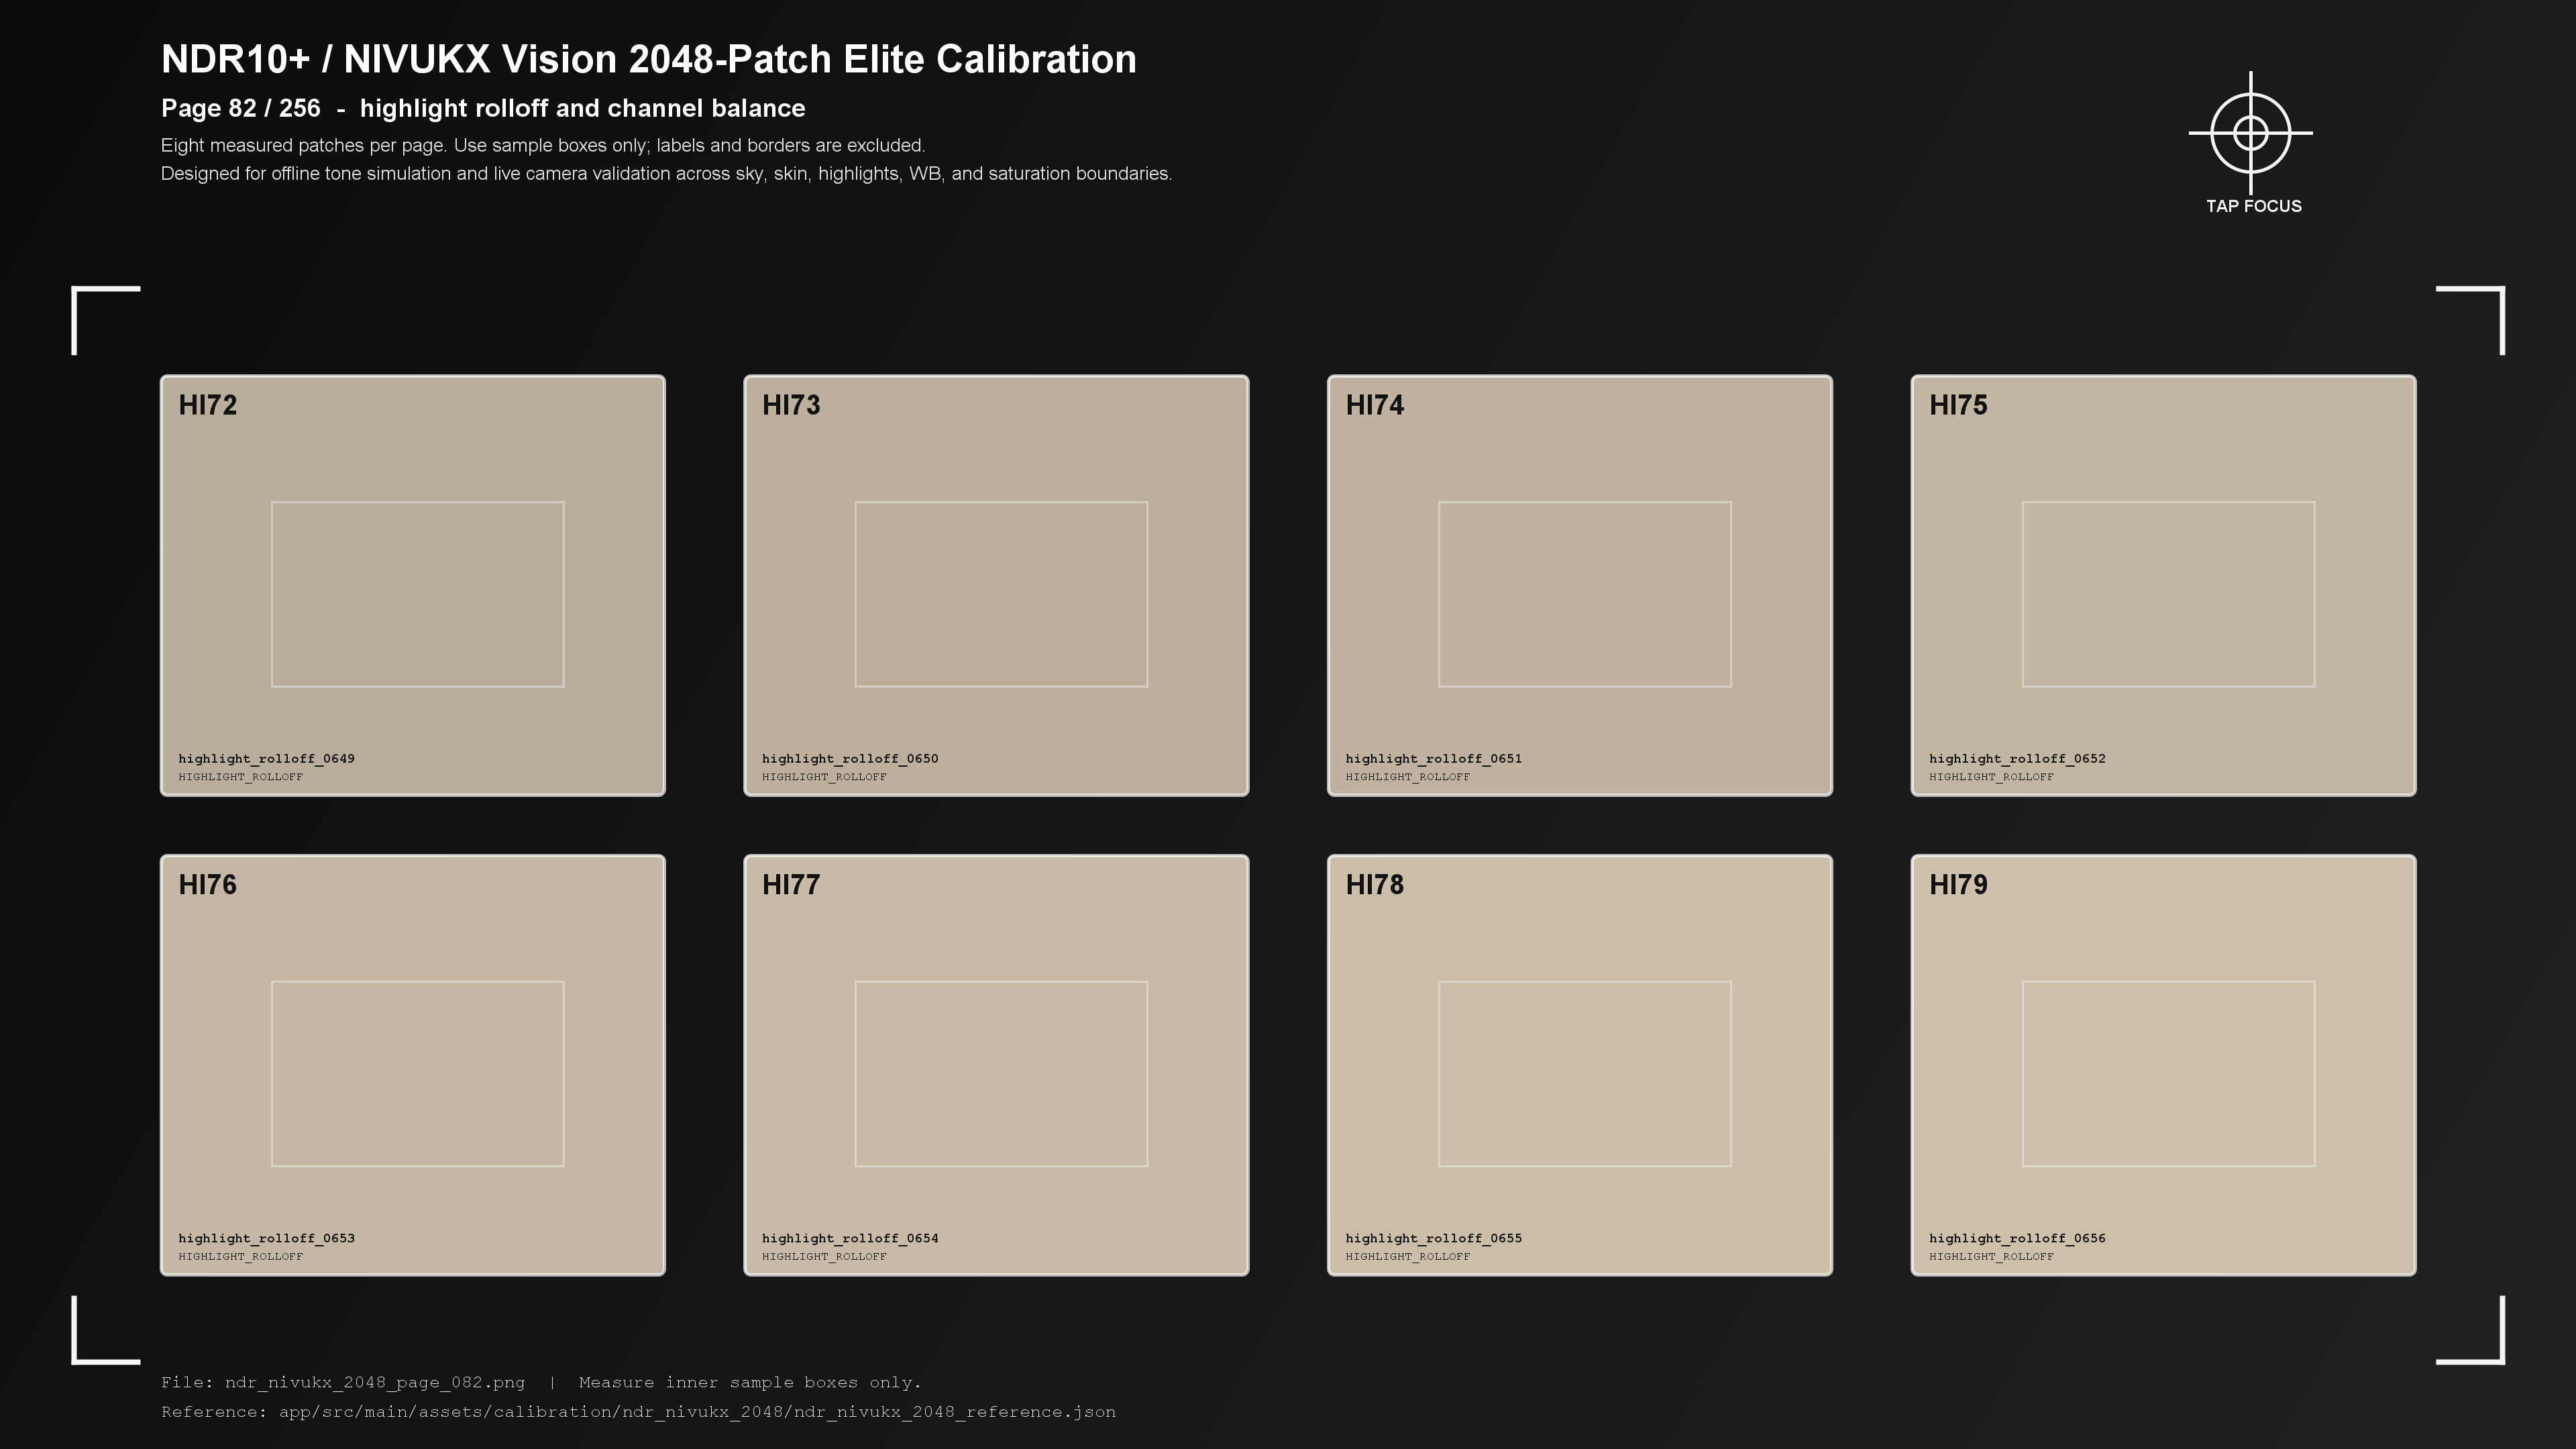 NDR10+ / NIVUKX Vision 2048-Patch Elite Calibration
Page 82 / 256 - highlight rolloff and channel balance
Eight measured patches per page. Use sample boxes only; labels and borders are excluded.
Designed for offline tone simulation and live camera validation across sky, skin, highlights, WB, and saturation boundaries.
TAP FOCUS
HI72
highlight_rolloff_0649
HIGHLIGHT_ROLLOFF
HI73
highlight_rolloff_0650
HIGHLIGHT_ROLLOFF
HI74
highlight_rolloff_0651
HIGHLIGHT_ROLLOFF
HI75
highlight_rolloff_0652
HIGHLIGHT_ROLLOFF
HI76
highlight_rolloff_0653
HIGHLIGHT_ROLLOFF
HI77
highlight_rolloff_0654
HIGHLIGHT_ROLLOFF
HI78
highlight_rolloff_0655
HIGHLIGHT_ROLLOFF
HI79
highlight_rolloff_0656
HIGHLIGHT_ROLLOFF
File: ndr_nivukx_2048_page_082.png | Measure inner sample boxes only.
Reference: app/src/main/assets/calibration/ndr_nivukx_2048/ndr_nivukx_2048_reference.json